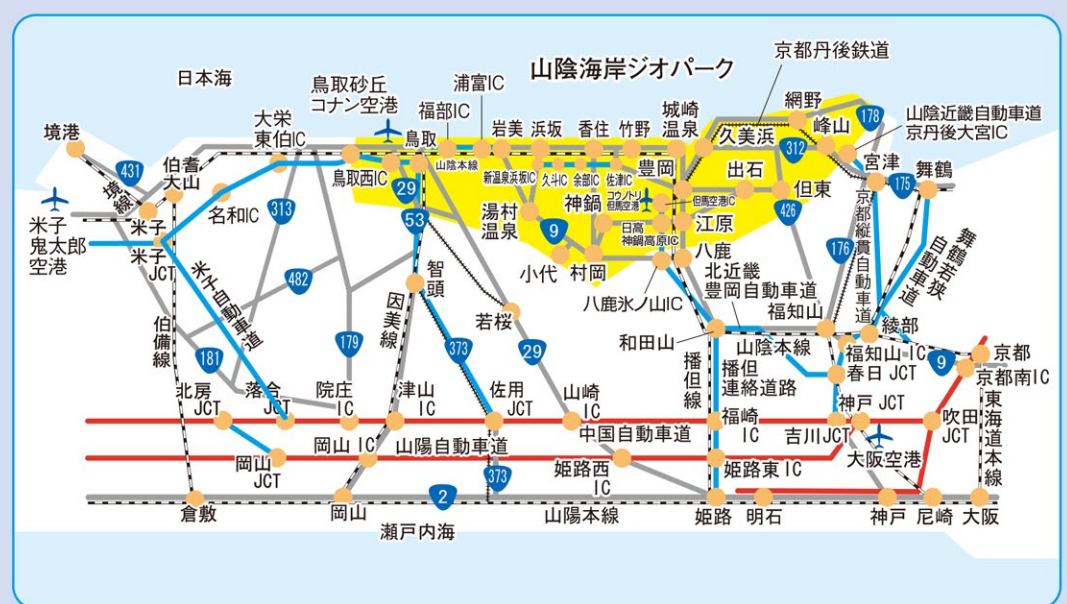 京都丹後鉄道
山陰海岸ジオパーク
日本海
鳥取砂丘
コナン空港
浦富IC
福部IC
大栄
東伯IC
城崎
温泉
網野
178
山陰近畿自動車道
京丹後大宮IC
境港
431
伯耆
大山
鳥取
岩美
浜坂
香住
竹野
久美浜
峰山
312
山陰本線
鳥取西IC
29
新温泉浜坂IC
久斗IC
余部IC
佐津IC
豊岡
出石
但東
宮津
175
舞鶴
境線
米子
鬼太郎
空港
米子
名和IC
313
53
湯村
温泉
神鍋
コウノトリ
但馬空港
但馬空港IC
426
9
日高
神鍋高原IC
江原
176
京都縦貫自動車道
舞鶴若狭
自動車道
米子
JCT
米子自動車道
482
智頭
小代
村岡
八鹿
八鹿氷ノ山IC
北近畿
豊岡自動車道
福知山
因美線
若桜
伯備線
181
179
373
29
和田山
山陰本線
綾部
福知山IC
9
京都
京都南IC
播但線
播但
連絡道路
春日JCT
北房
JCT
落合
JCT
院庄
IC
津山
IC
佐用
JCT
山崎
IC
福崎
IC
神戸JCT
吉川JCT
吹田
JCT
東海道本線
中国自動車道
岡山IC
山陽自動車道
大阪空港
岡山
JCT
373
姫路西
IC
姫路東IC
2
倉敷
岡山
瀬戸内海
山陽本線
姫路
明石
神戸
尼崎
大阪